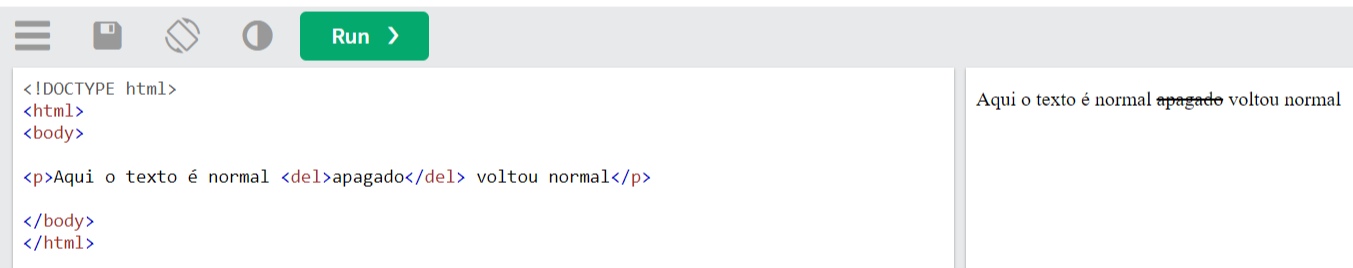 Run ❯
<!DOCTYPE html>
<html>
<body>
<p>Aqui o texto é normal <del>apagado</del> voltou normal</p>
</body>
</html>
Aqui o texto é normal apagado voltou normal